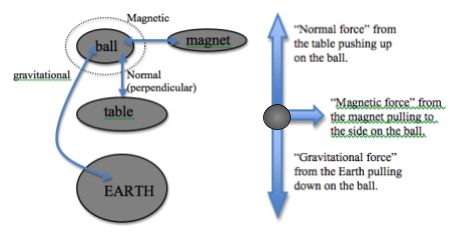 Magnetic
ball
magnet
gravitational
Normal
(perpendicular)
table
EARTH
“Normal force” from
the table pushing up
on the ball.
“Magnetic force” from
the magnet pulling to
the side on the ball.
“Gravitational force”
from the Earth pulling
down on the ball.